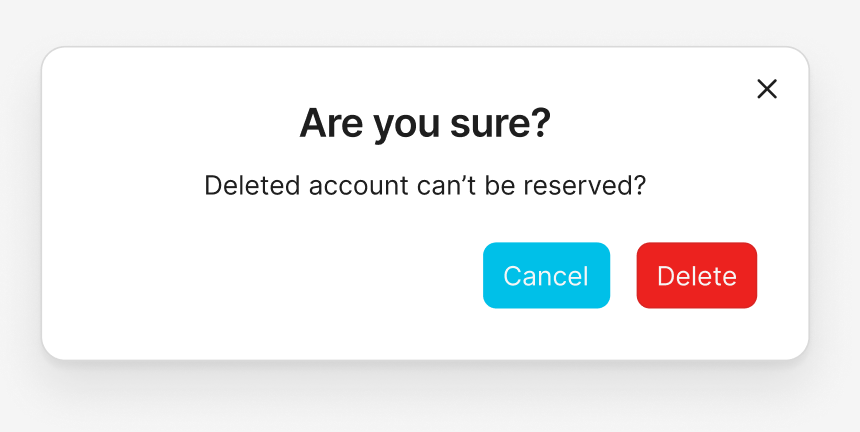 Are you sure?
Deleted account can’t be reserved?
Cancel Delete